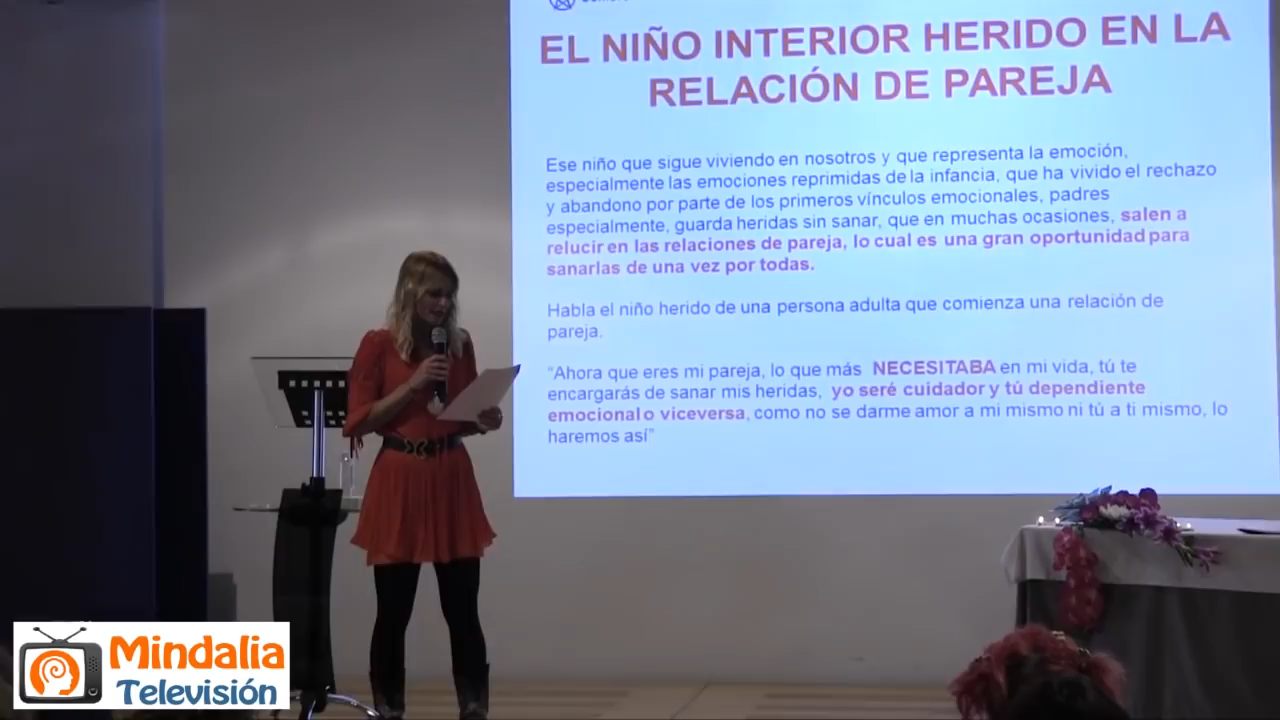 EL NIÑO INTERIOR HERIDO EN LA
RELACIÓN DE PAREJA
Ese niño que sigue viviendo en nosotros y que representa la emoción,
especialmente las emociones reprimidas de la infancia, que ha vivido el rechazo
y abandono por parte de los primeros vínculos emocionales, padres
especialmente, guarda heridas sin sanar, que en muchas ocasiones, salen a
relucir en las relaciones de pareja, lo cual es una gran oportunidad para
sanarlas de una vez por todas.
Habla el niño herido de una persona adulta que comienza una relación de
pareja.
“Ahora que eres mi pareja, lo que más NECESITABA en mi vida, tú te
encargarás de sanar mis heridas, yo seré cuidador y tú dependiente
emocional o viceversa, como no se darme amor a mi mismo ni tú a ti mismo, lo
haremos así”
Mindalia
Televisión